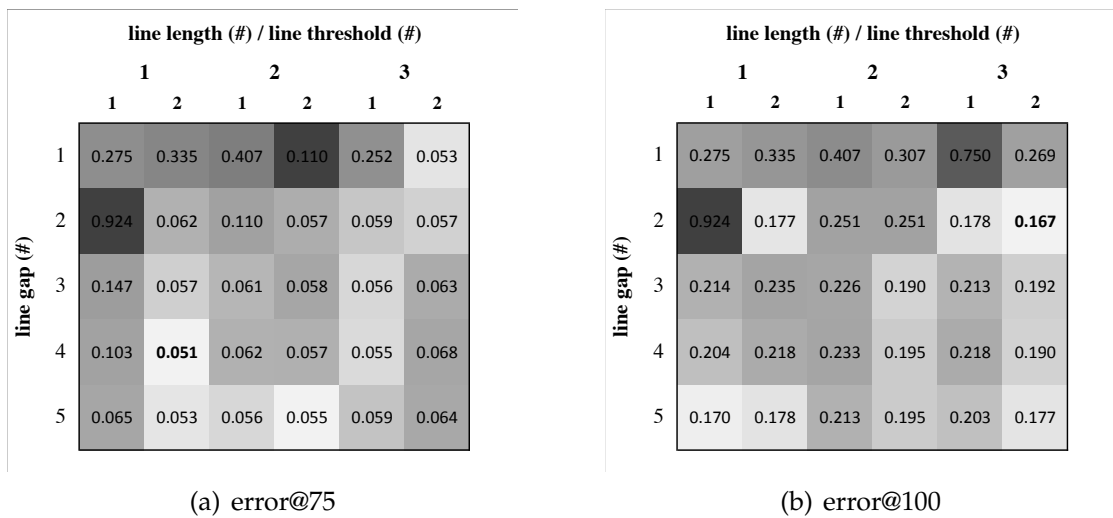 line length (#) / line threshold (#)
1 2 3
1 2 1 2 1 2
line gap (#)
1 0.275 0.335 0.407 0.110 0.252 0.053
2 0.924 0.062 0.110 0.057 0.059 0.057
3 0.147 0.057 0.061 0.058 0.056 0.063
4 0.103 0.051 0.062 0.057 0.055 0.068
5 0.065 0.053 0.056 0.055 0.059 0.064
(a) error@75
line length (#) / line threshold (#)
1 2 3
1 2 1 2 1 2
line gap (#)
1 0.275 0.335 0.407 0.307 0.750 0.269
2 0.924 0.177 0.251 0.251 0.178 0.167
3 0.214 0.235 0.226 0.190 0.213 0.192
4 0.204 0.218 0.233 0.195 0.218 0.190
5 0.170 0.178 0.213 0.195 0.203 0.177
(b) error@100